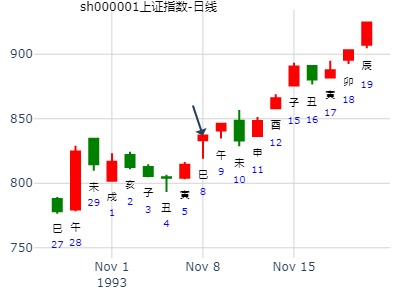 sh000001上证指数-日线
900
850
800
750
巳
27
午
28
未
29
戌
1
亥
2
子
3
丑
4
寅
5
巳
8
午
9
未
10
申
11
酉
12
子
15
丑
16
寅
17
卯
18
辰
19
Nov 1
1993
Nov 8
Nov 15